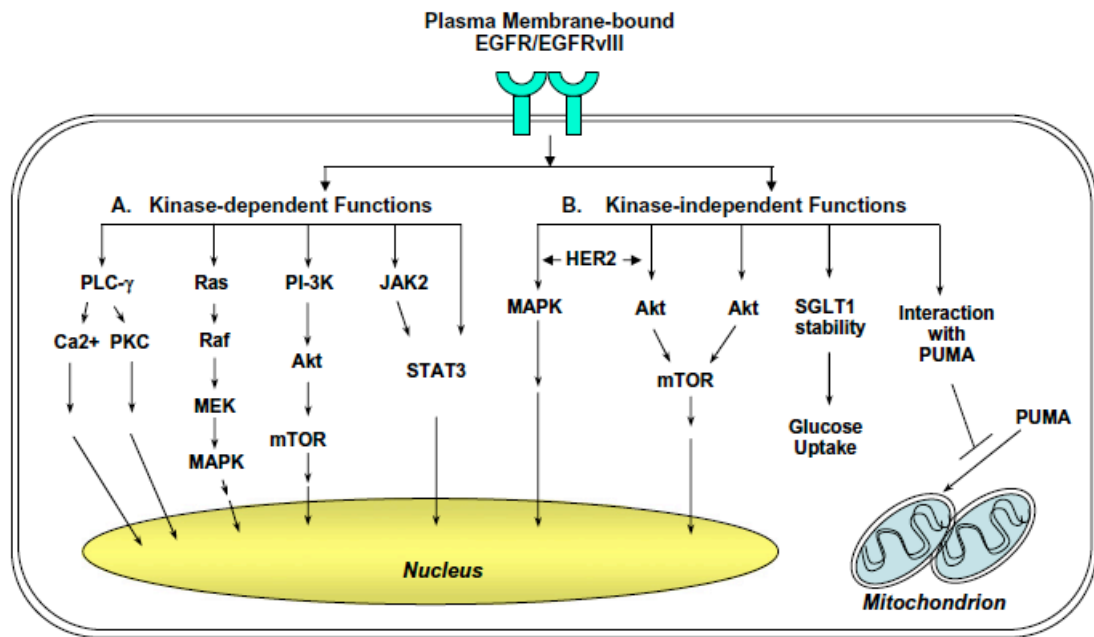 Plasma Membrane-bound
EGFR/EGFRvIII
A. Kinase-dependent Functions
B. Kinase-independent Functions
PLC-γ
Ras
PI-3K
JAK2
HER2
MAPK
Akt
Akt
SGLT1
stability
Interaction
with
PUMA
Ca2+
PKC
Raf
Akt
STAT3
mTOR
MEK
mTOR
MAPK
Glucose
Uptake
PUMA
Nucleus
Mitochondrion